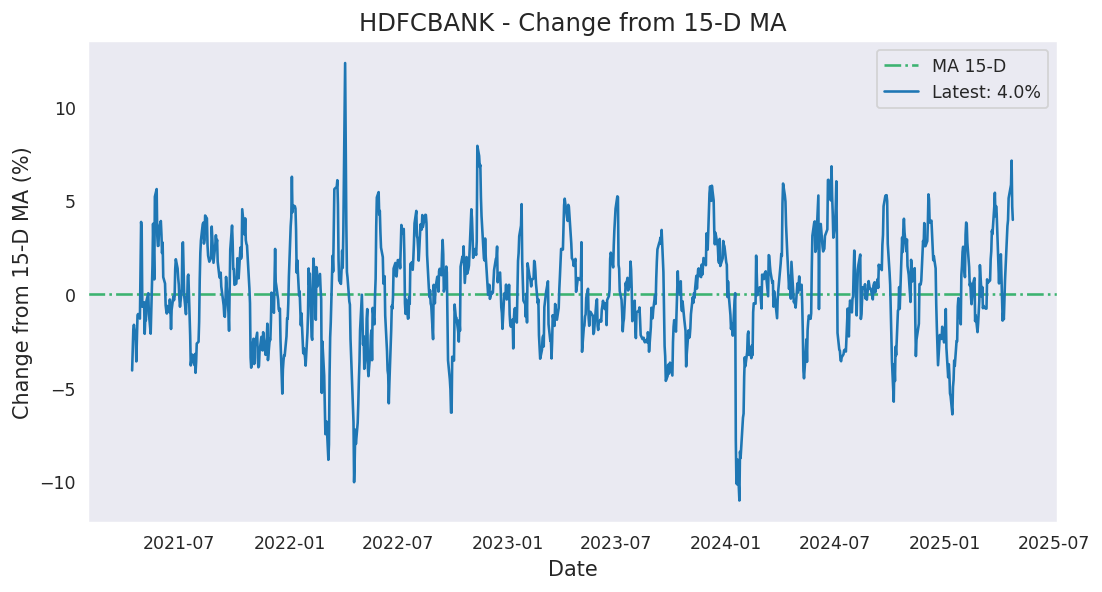 HDFCBANK - Change from 15-D MA
MA 15-D
Latest: 4.0%
Change from 15-D MA (%)
10
5
0
−5
−10
2021-07
2022-01
2022-07
2023-01
2023-07
2024-01
2024-07
2025-01
2025-07
Date